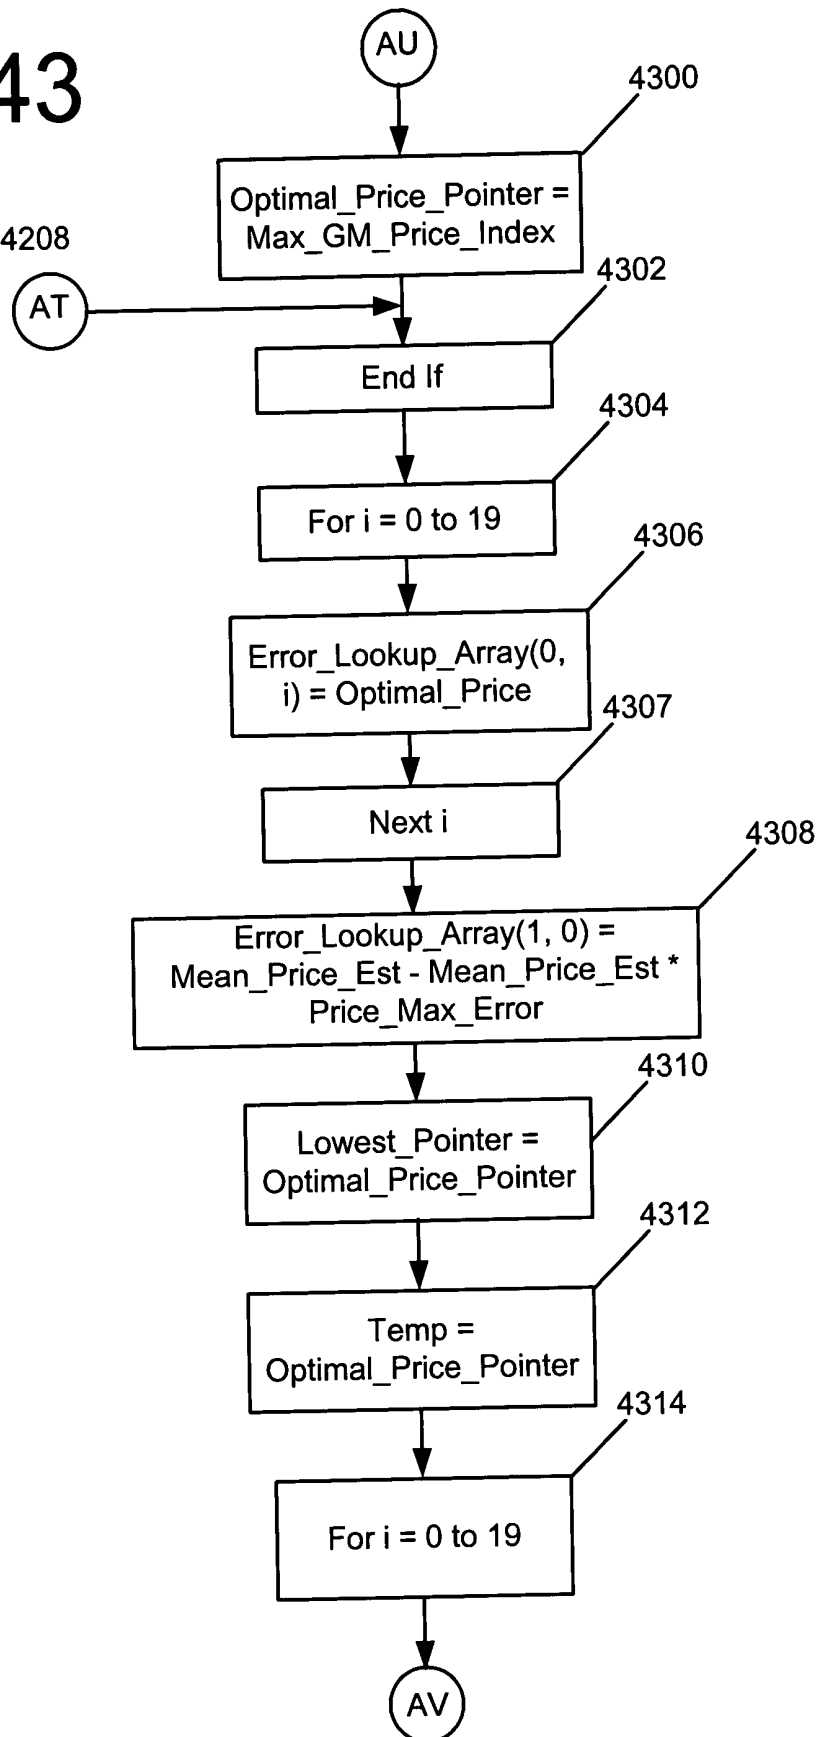 AU
43
4300
Optimal_Price_Pointer =
Max_GM_Price_Index
4208
AT
4302
End If
4304
For i = 0 to 19
4306
Error_Lookup_Array(0,
i) = Optimal_Price
4307
Next i
4308
Error_Lookup_Array(1, 0) =
Mean_Price_Est - Mean_Price_Est *
Price_Max_Error
4310
Lowest_Pointer =
Optimal_Price_Pointer
4312
Temp =
Optimal_Price_Pointer
4314
For i = 0 to 19
AV